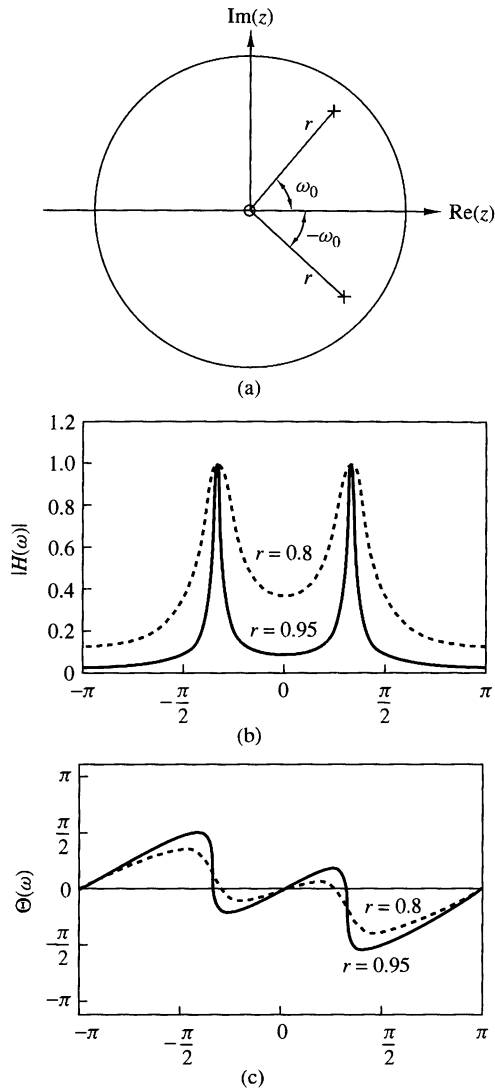 Im(z)
r
ω₀
Re(z)
−ω₀
r
(a)
1.2
1.0
0.8
0.6
0.4
0.2
0
|H(ω)|
r = 0.8
r = 0.95
−π
−π/2
0
π/2
π
(b)
π
π/2
0
−π/2
−π
Θ(ω)
r = 0.8
r = 0.95
−π
−π/2
0
π/2
π
(c)